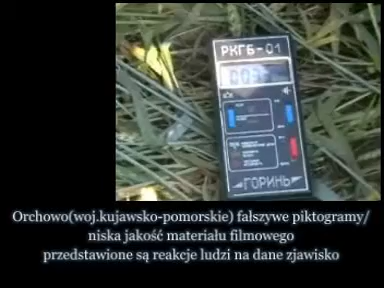 РКГБ-01
ГОРИНЬ
Orchowo(woj.kujawsko-pomorskie) fałszywe piktogramy/
niska jakość materiału filmowego
przedstawione są reakcje ludzi na dane zjawisko